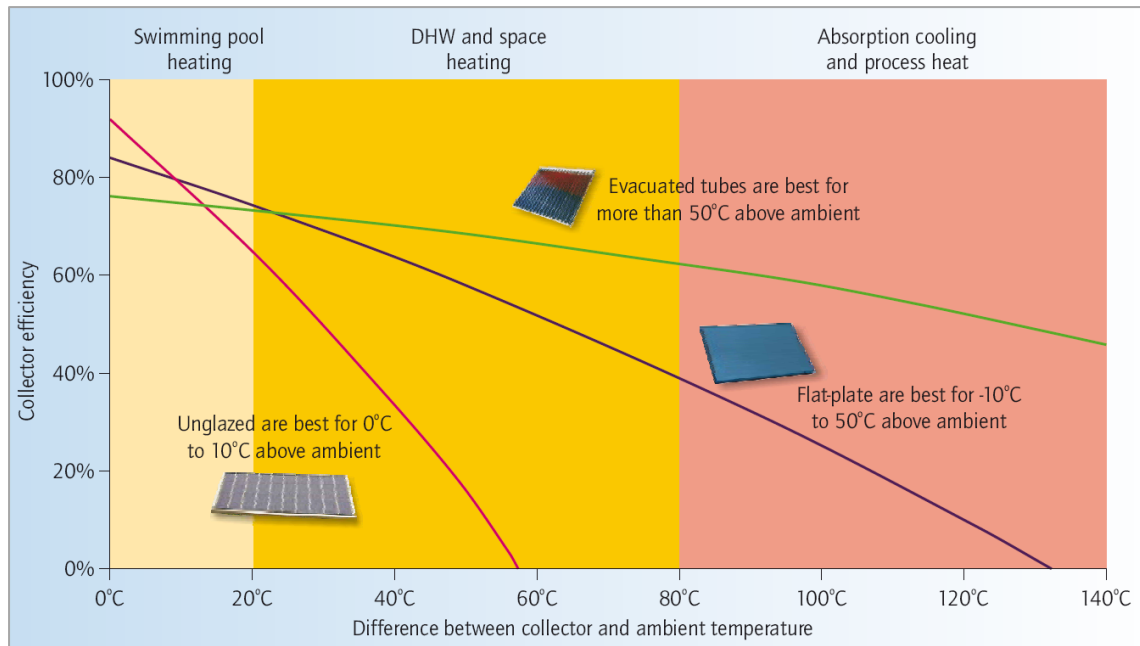 Swimming pool
heating
DHW and space
heating
Absorption cooling
and process heat
100%
80%
60%
40%
20%
0%
Collector efficiency
Evacuated tubes are best for
more than 50°C above ambient
Flat-plate are best for -10°C
to 50°C above ambient
Unglazed are best for 0°C
to 10°C above ambient
0°C 20°C 40°C 60°C 80°C 100°C 120°C 140°C
Difference between collector and ambient temperature